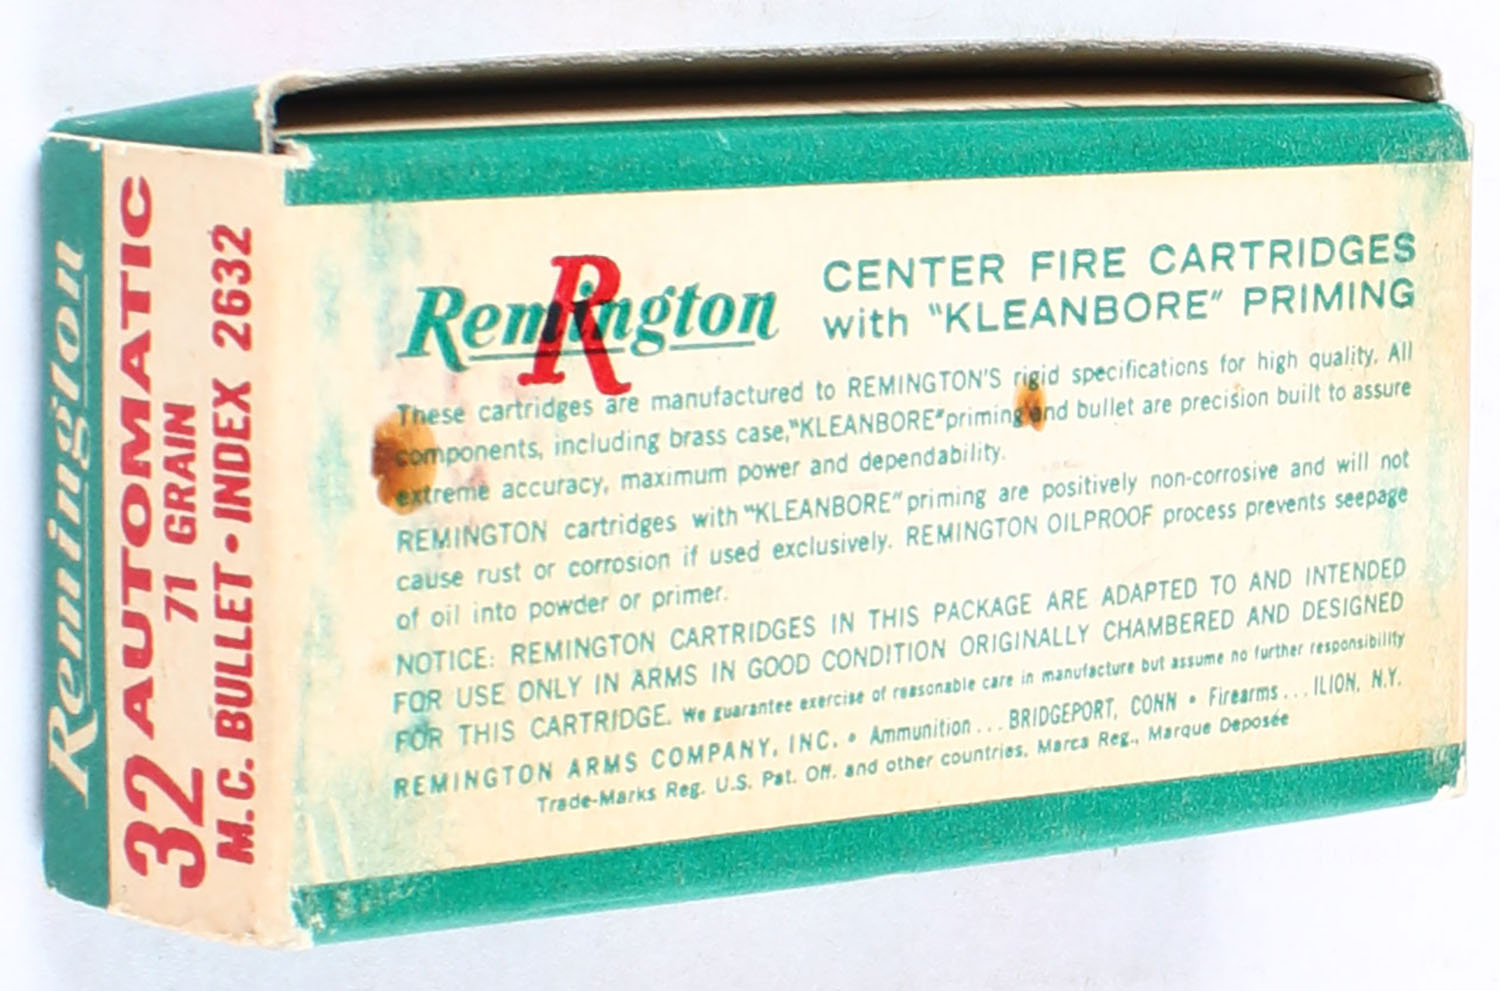 Remington
32 AUTOMATIC
71 GRAIN
M.C. BULLET • INDEX 2632
Remington
R
CENTER FIRE CARTRIDGES
with "KLEANBORE" PRIMING
These cartridges are manufactured to REMINGTON'S rigid specifications for high quality. All
components, including brass case, "KLEANBORE" priming and bullet are precision built to assure
extreme accuracy, maximum power and dependability.
REMINGTON cartridges with "KLEANBORE" priming are positively non-corrosive and will not
cause rust or corrosion if used exclusively. REMINGTON OILPROOF process prevents seepage
of oil into powder or primer.
NOTICE: REMINGTON CARTRIDGES IN THIS PACKAGE ARE ADAPTED TO AND INTENDED
FOR USE ONLY IN ARMS IN GOOD CONDITION ORIGINALLY CHAMBERED AND DESIGNED
FOR THIS CARTRIDGE. We guarantee exercise of reasonable care in manufacture but assume no further responsibility
REMINGTON ARMS COMPANY, INC. • Ammunition ... BRIDGEPORT, CONN • Firearms ... ILION, N.Y.
Trade-Marks Reg. U.S. Pat. Off. and other countries, Marca Reg., Marque Deposée